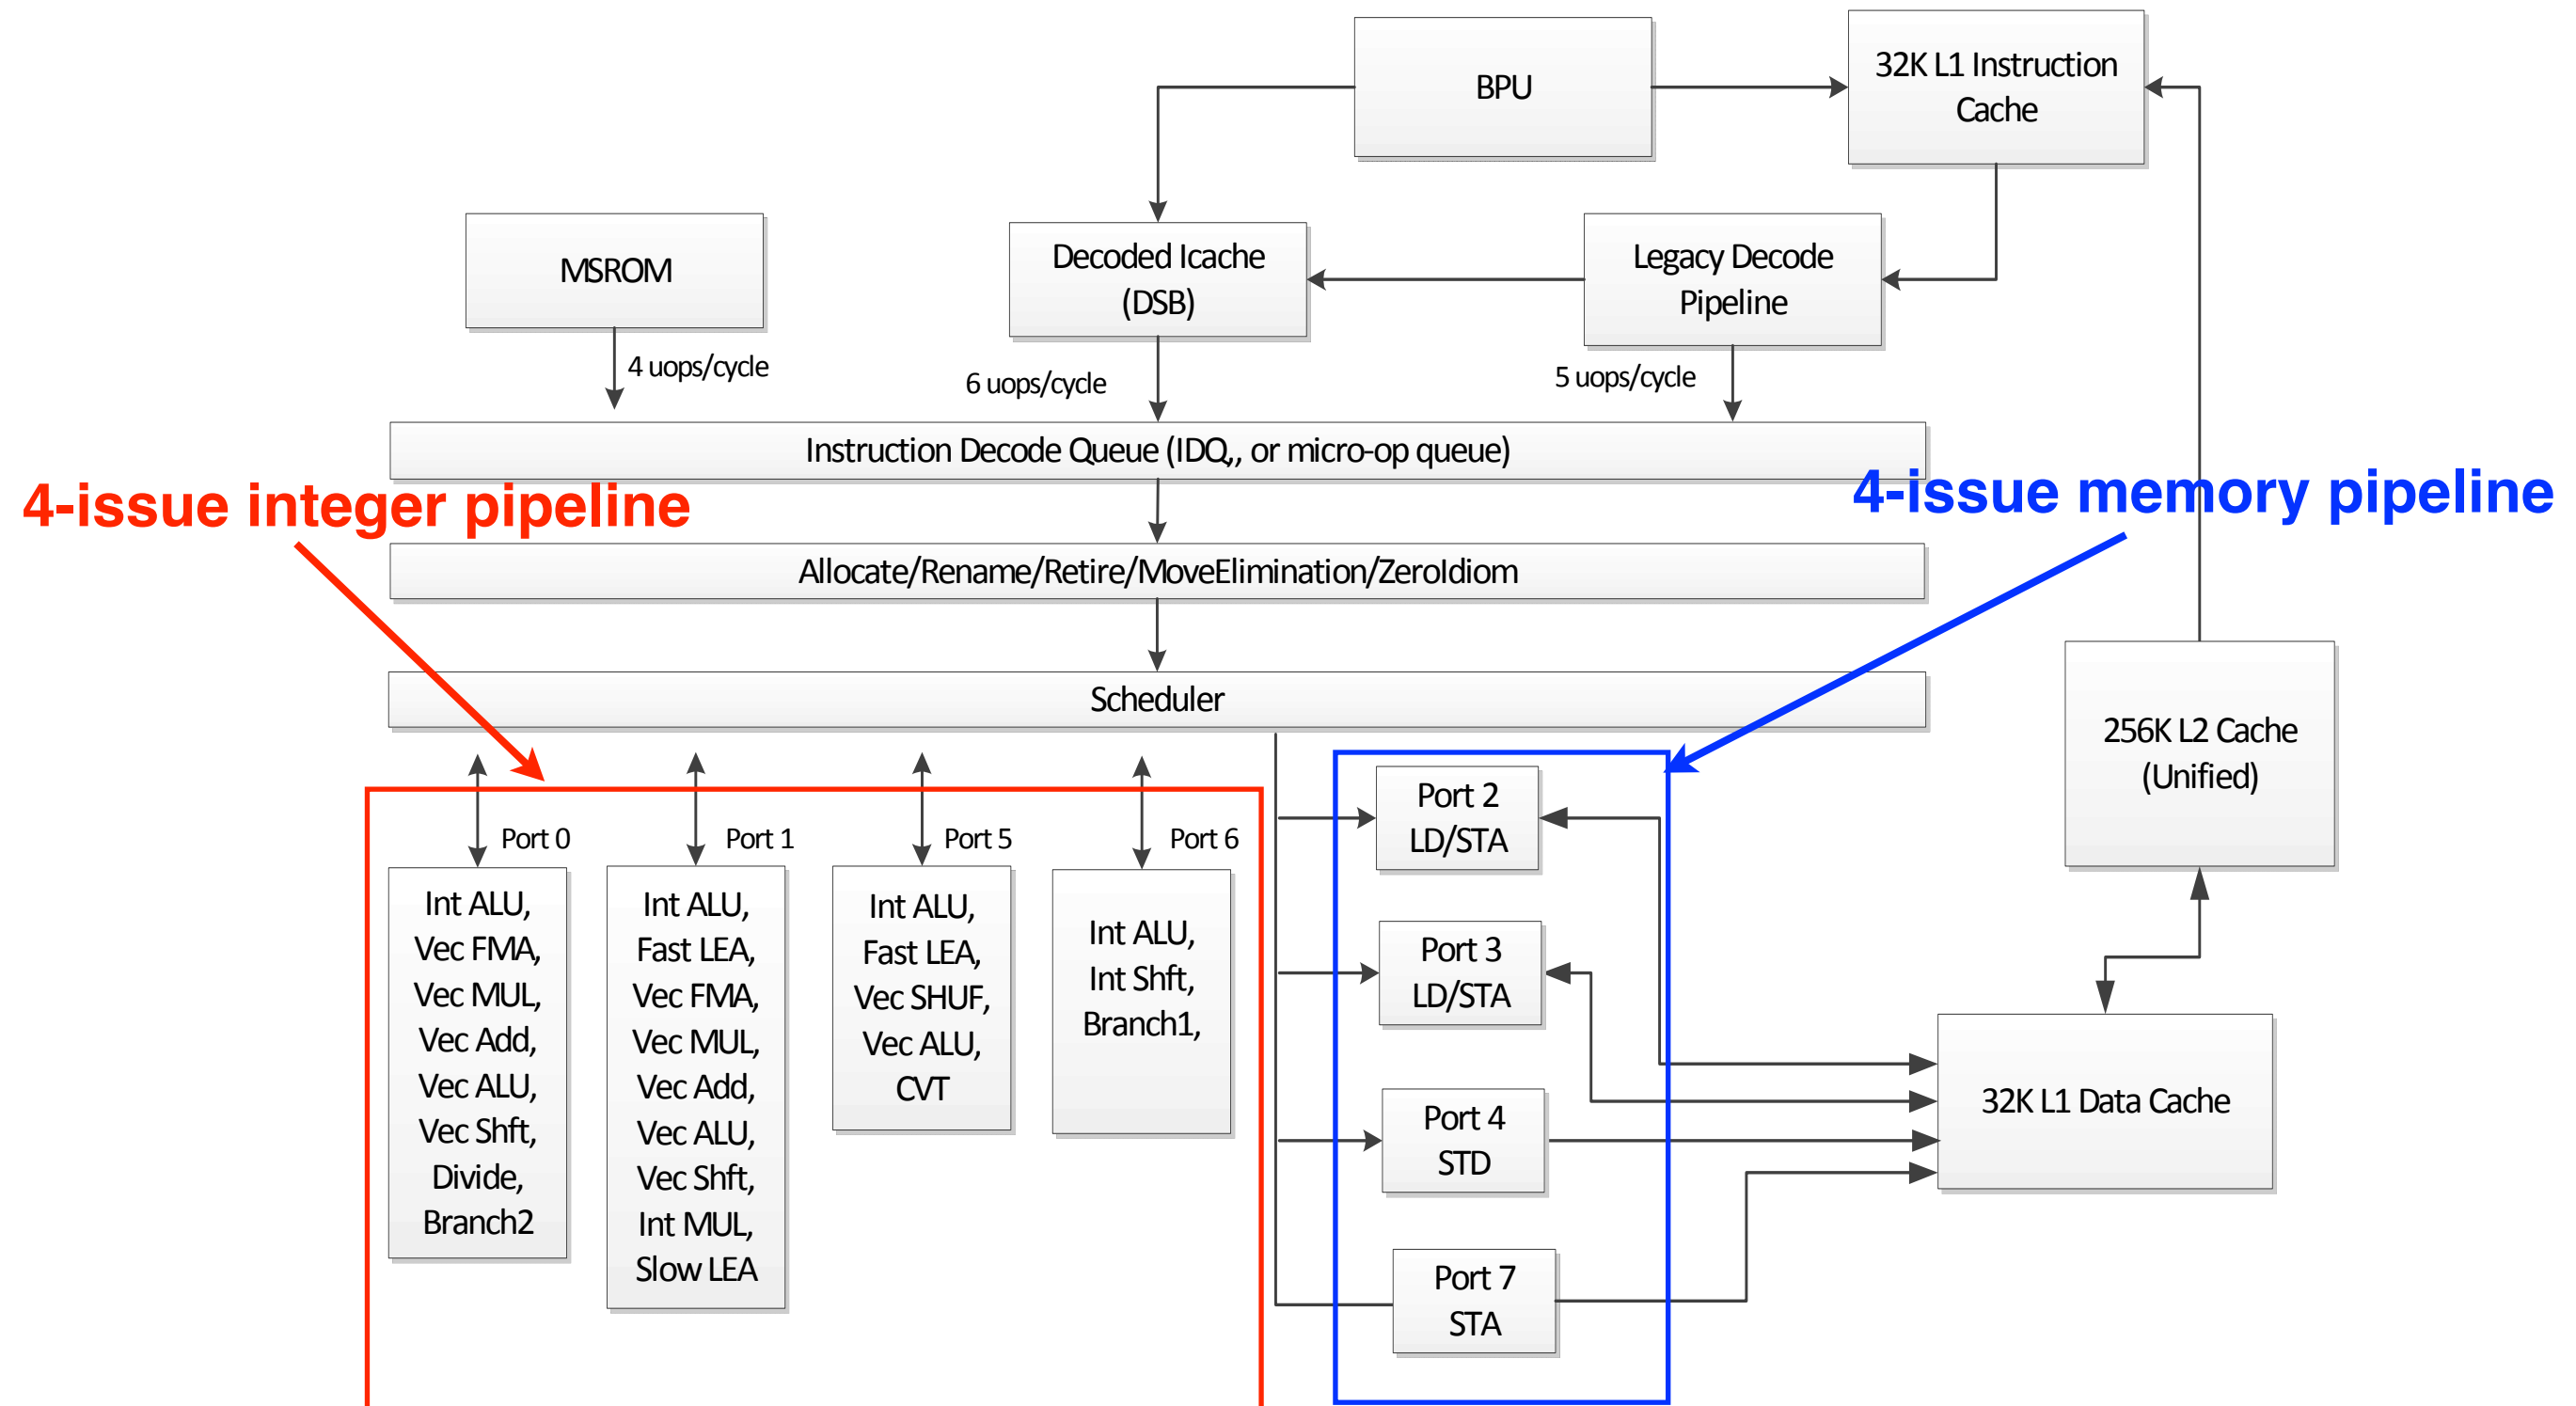 BPU
32K L1 Instruction
Cache
MSROM
Decoded Icache
(DSB)
Legacy Decode
Pipeline
4 uops/cycle
6 uops/cycle
5 uops/cycle
Instruction Decode Queue (IDQ,, or micro-op queue)
4-issue integer pipeline
4-issue memory pipeline
Allocate/Rename/Retire/MoveElimination/ZeroIdiom
Scheduler
256K L2 Cache
(Unified)
Port 0
Int ALU,
Vec FMA,
Vec MUL,
Vec Add,
Vec ALU,
Vec Shft,
Divide,
Branch2
Port 1
Int ALU,
Fast LEA,
Vec FMA,
Vec MUL,
Vec Add,
Vec ALU,
Vec Shft,
Int MUL,
Slow LEA
Port 5
Int ALU,
Fast LEA,
Vec SHUF,
Vec ALU,
CVT
Port 6
Int ALU,
Int Shft,
Branch1,
Port 2
LD/STA
Port 3
LD/STA
Port 4
STD
Port 7
STA
32K L1 Data Cache